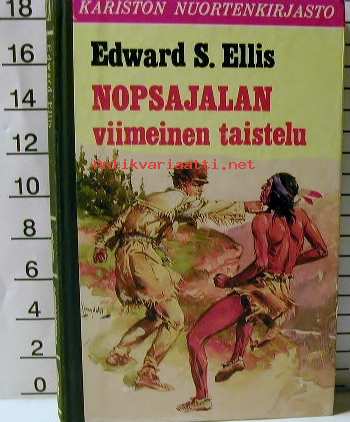 KARISTON NUORTENKIRJASTO
Edward S. Ellis
NOPSAJALAN
viimeinen taistelu
antikvariaatti.net
18
16
14
12
10
8
6
4
2
0